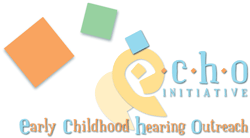 e·c·h·o
INITIATIVE
Early Childhood Hearing Outreach